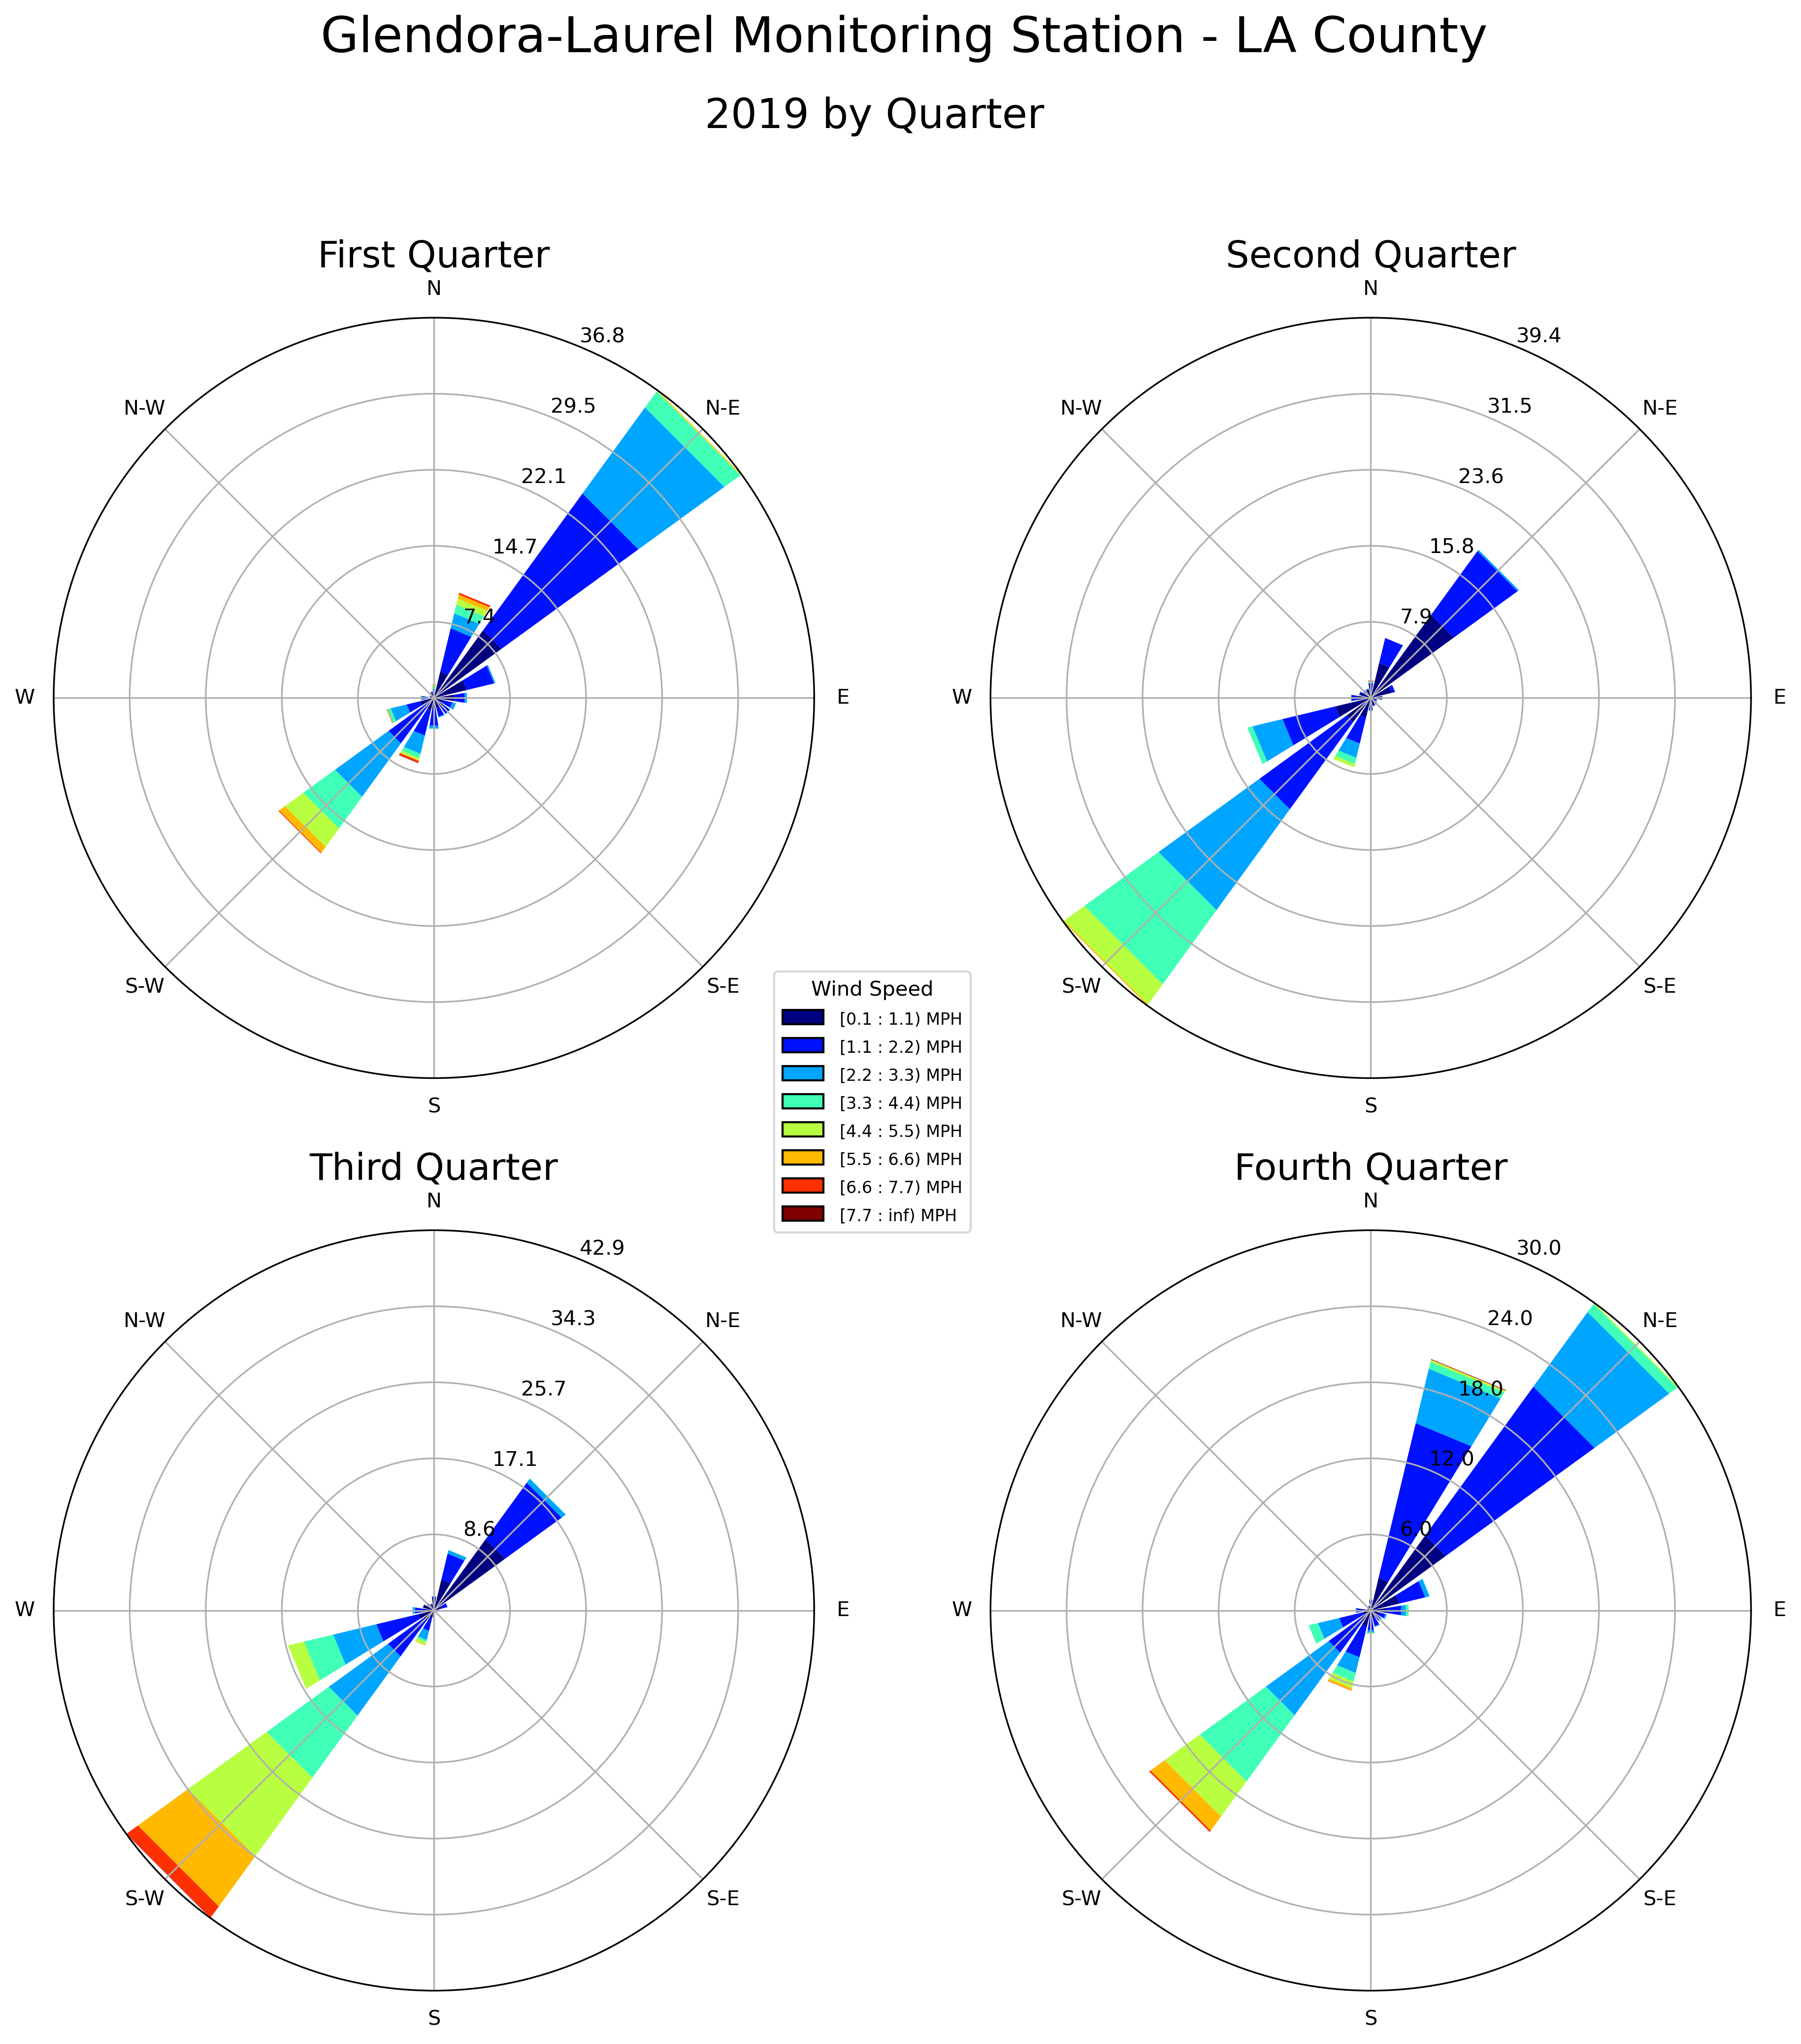 Glendora-Laurel Monitoring Station - LA County
2019 by Quarter
First Quarter
N
36.8
29.5
22.1
14.7
7.4
N-W
N-E
W
E
S-W
S-E
S
Second Quarter
N
39.4
31.5
23.6
15.8
7.9
N-W
N-E
W
E
S-W
S-E
S
Wind Speed
[0.1 : 1.1) MPH
[1.1 : 2.2) MPH
[2.2 : 3.3) MPH
[3.3 : 4.4) MPH
[4.4 : 5.5) MPH
[5.5 : 6.6) MPH
[6.6 : 7.7) MPH
[7.7 : inf) MPH
Third Quarter
N
42.9
34.3
25.7
17.1
8.6
N-W
N-E
W
E
S-W
S-E
S
Fourth Quarter
N
30.0
24.0
18.0
12.0
6.0
N-W
N-E
W
E
S-W
S-E
S